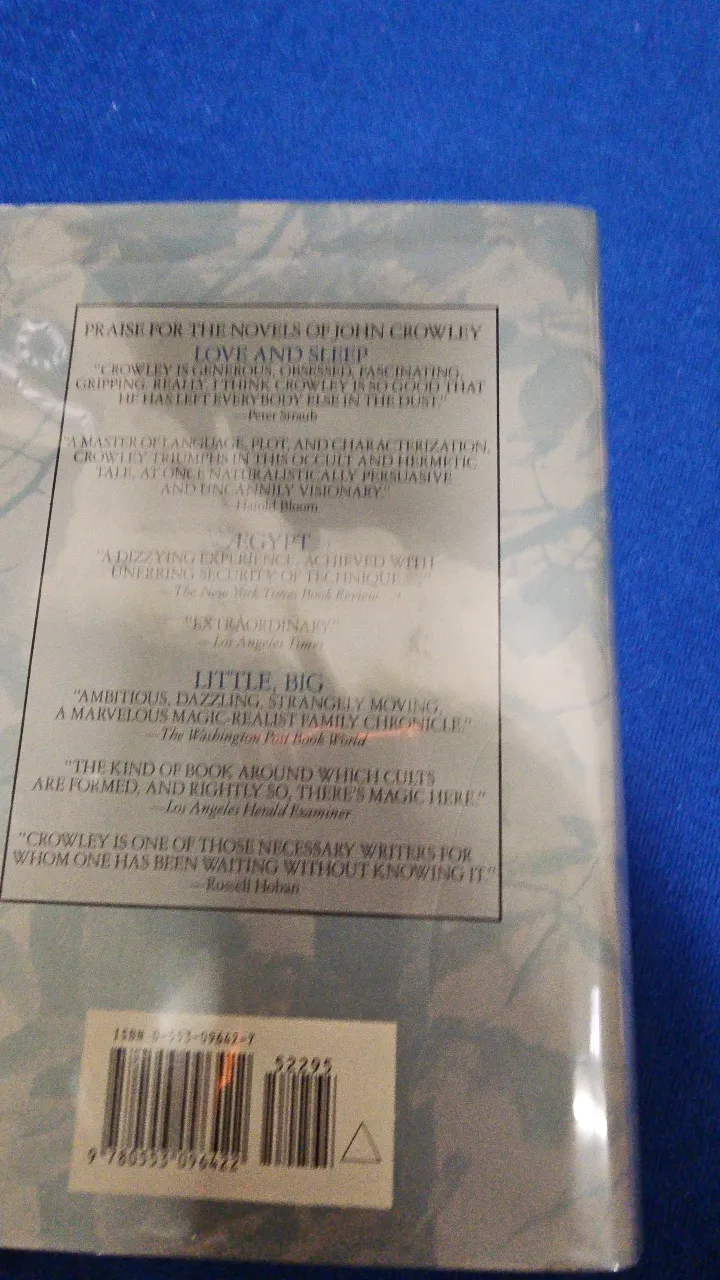 PRAISE FOR THE NOVELS OF JOHN CROWLEY
LOVE AND SLEEP
"CROWLEY IS GENEROUS, OBSESSED, FASCINATING,
GRIPPING. REALLY, I THINK CROWLEY IS SO GOOD THAT
HE HAS LEFT EVERYBODY ELSE IN THE DUST."
—Peter Straub
"A MASTER OF LANGUAGE, PLOT, AND CHARACTERIZATION,
CROWLEY TRIUMPHS IN THIS OCCULT AND HERMETIC
TALE, AT ONCE NATURALISTICALLY PERSUASIVE
AND UNCANNILY VISIONARY."
—Harold Bloom
ÆGYPT
"A DIZZYING EXPERIENCE, ACHIEVED WITH
UNERRING SECURITY OF TECHNIQUE
—The New York Times Book Review
"EXTRAORDINARY."
—Los Angeles Times
LITTLE, BIG
"AMBITIOUS, DAZZLING, STRANGELY MOVING,
A MARVELOUS MAGIC-REALIST FAMILY CHRONICLE."
—The Washington Post Book World
"THE KIND OF BOOK AROUND WHICH CULTS
ARE FORMED, AND RIGHTLY SO, THERE'S MAGIC HERE."
—Los Angeles Herald Examiner
"CROWLEY IS ONE OF THOSE NECESSARY WRITERS FOR
WHOM ONE HAS BEEN WAITING WITHOUT KNOWING IT."
—Russell Hoban
ISBN 0-553-09642-7
52295
9 780553 096422